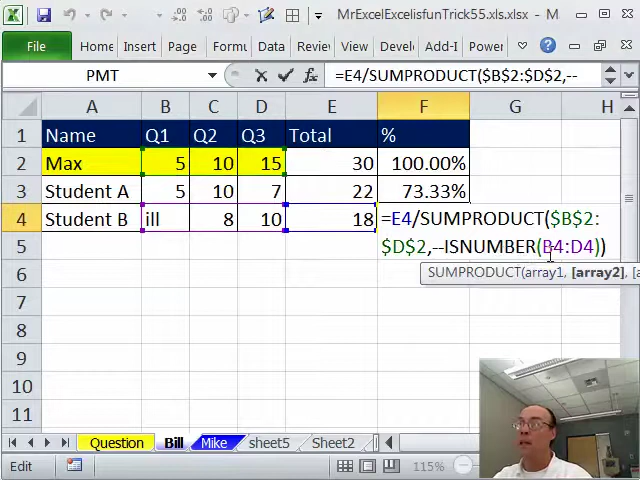 MrExcelExcelisfunTrick55.xls.xlsx - M
File Home Insert Page Form Data Revie Deve Add-I Power
PMT =E4/SUMPRODUCT($B$2:$D$2,--
A B C D E F G H
1 Name Q1 Q2 Q3 Total %
2 Max 5 10 15 30 100.00%
3 Student A 5 10 7 22 73.33%
4 Student B ill 8 10 18 =E4/SUMPRODUCT($B$2:
5 $D$2,--ISNUMBER(B4:D4))
6 SUMPRODUCT(array1, [array2], [a
7
8
9
10
11
Question Bill Mike sheet5 Sheet2
Edit 115%